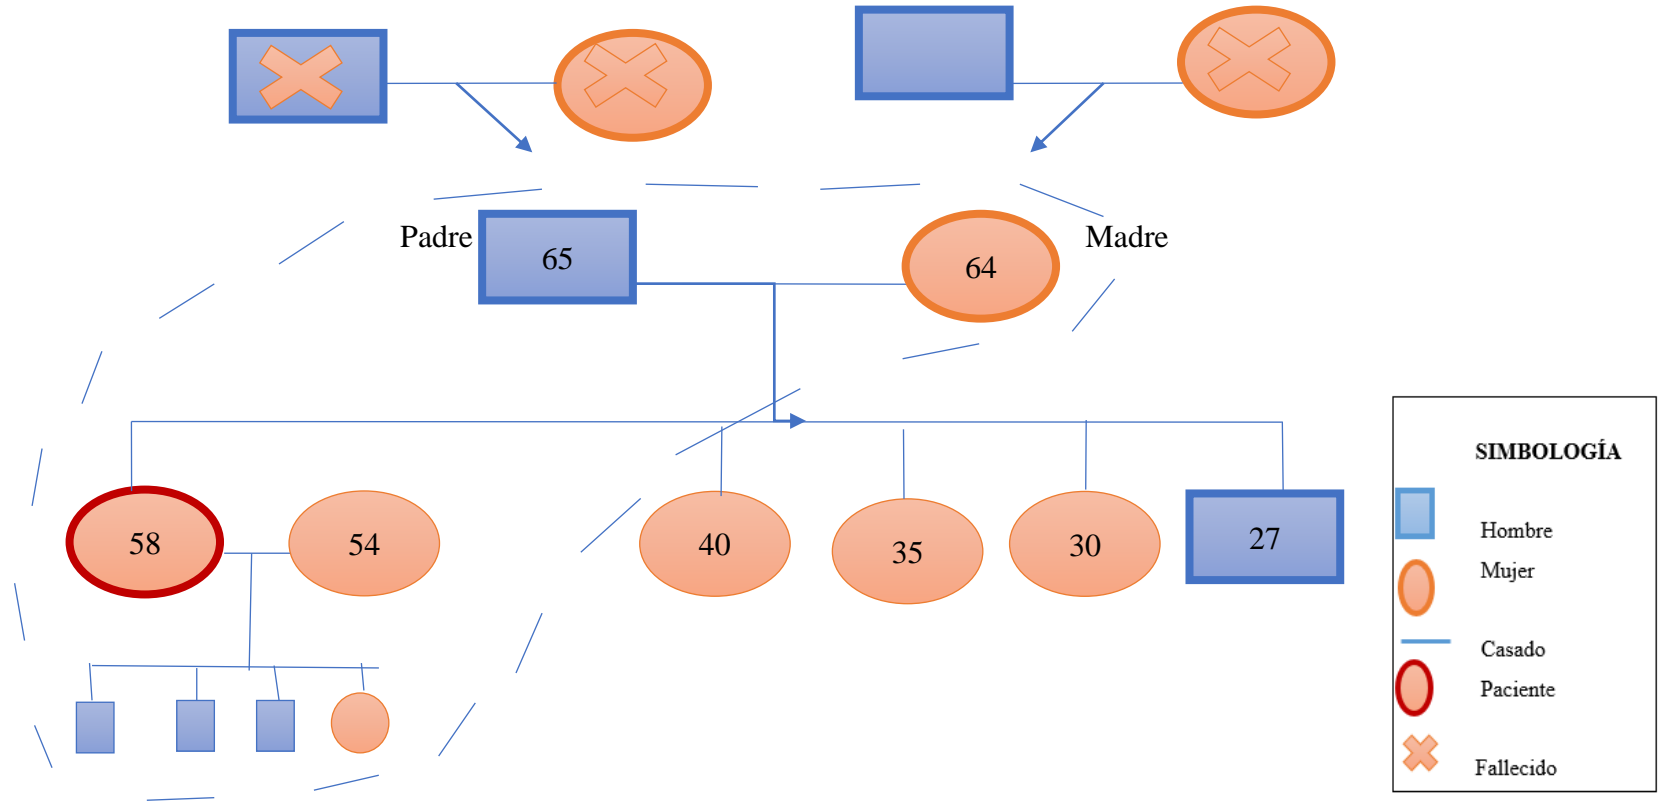 Padre
65
64
Madre
58
54
40
35
30
27
SIMBOLOGÍA
Hombre
Mujer
Casado
Paciente
Fallecido